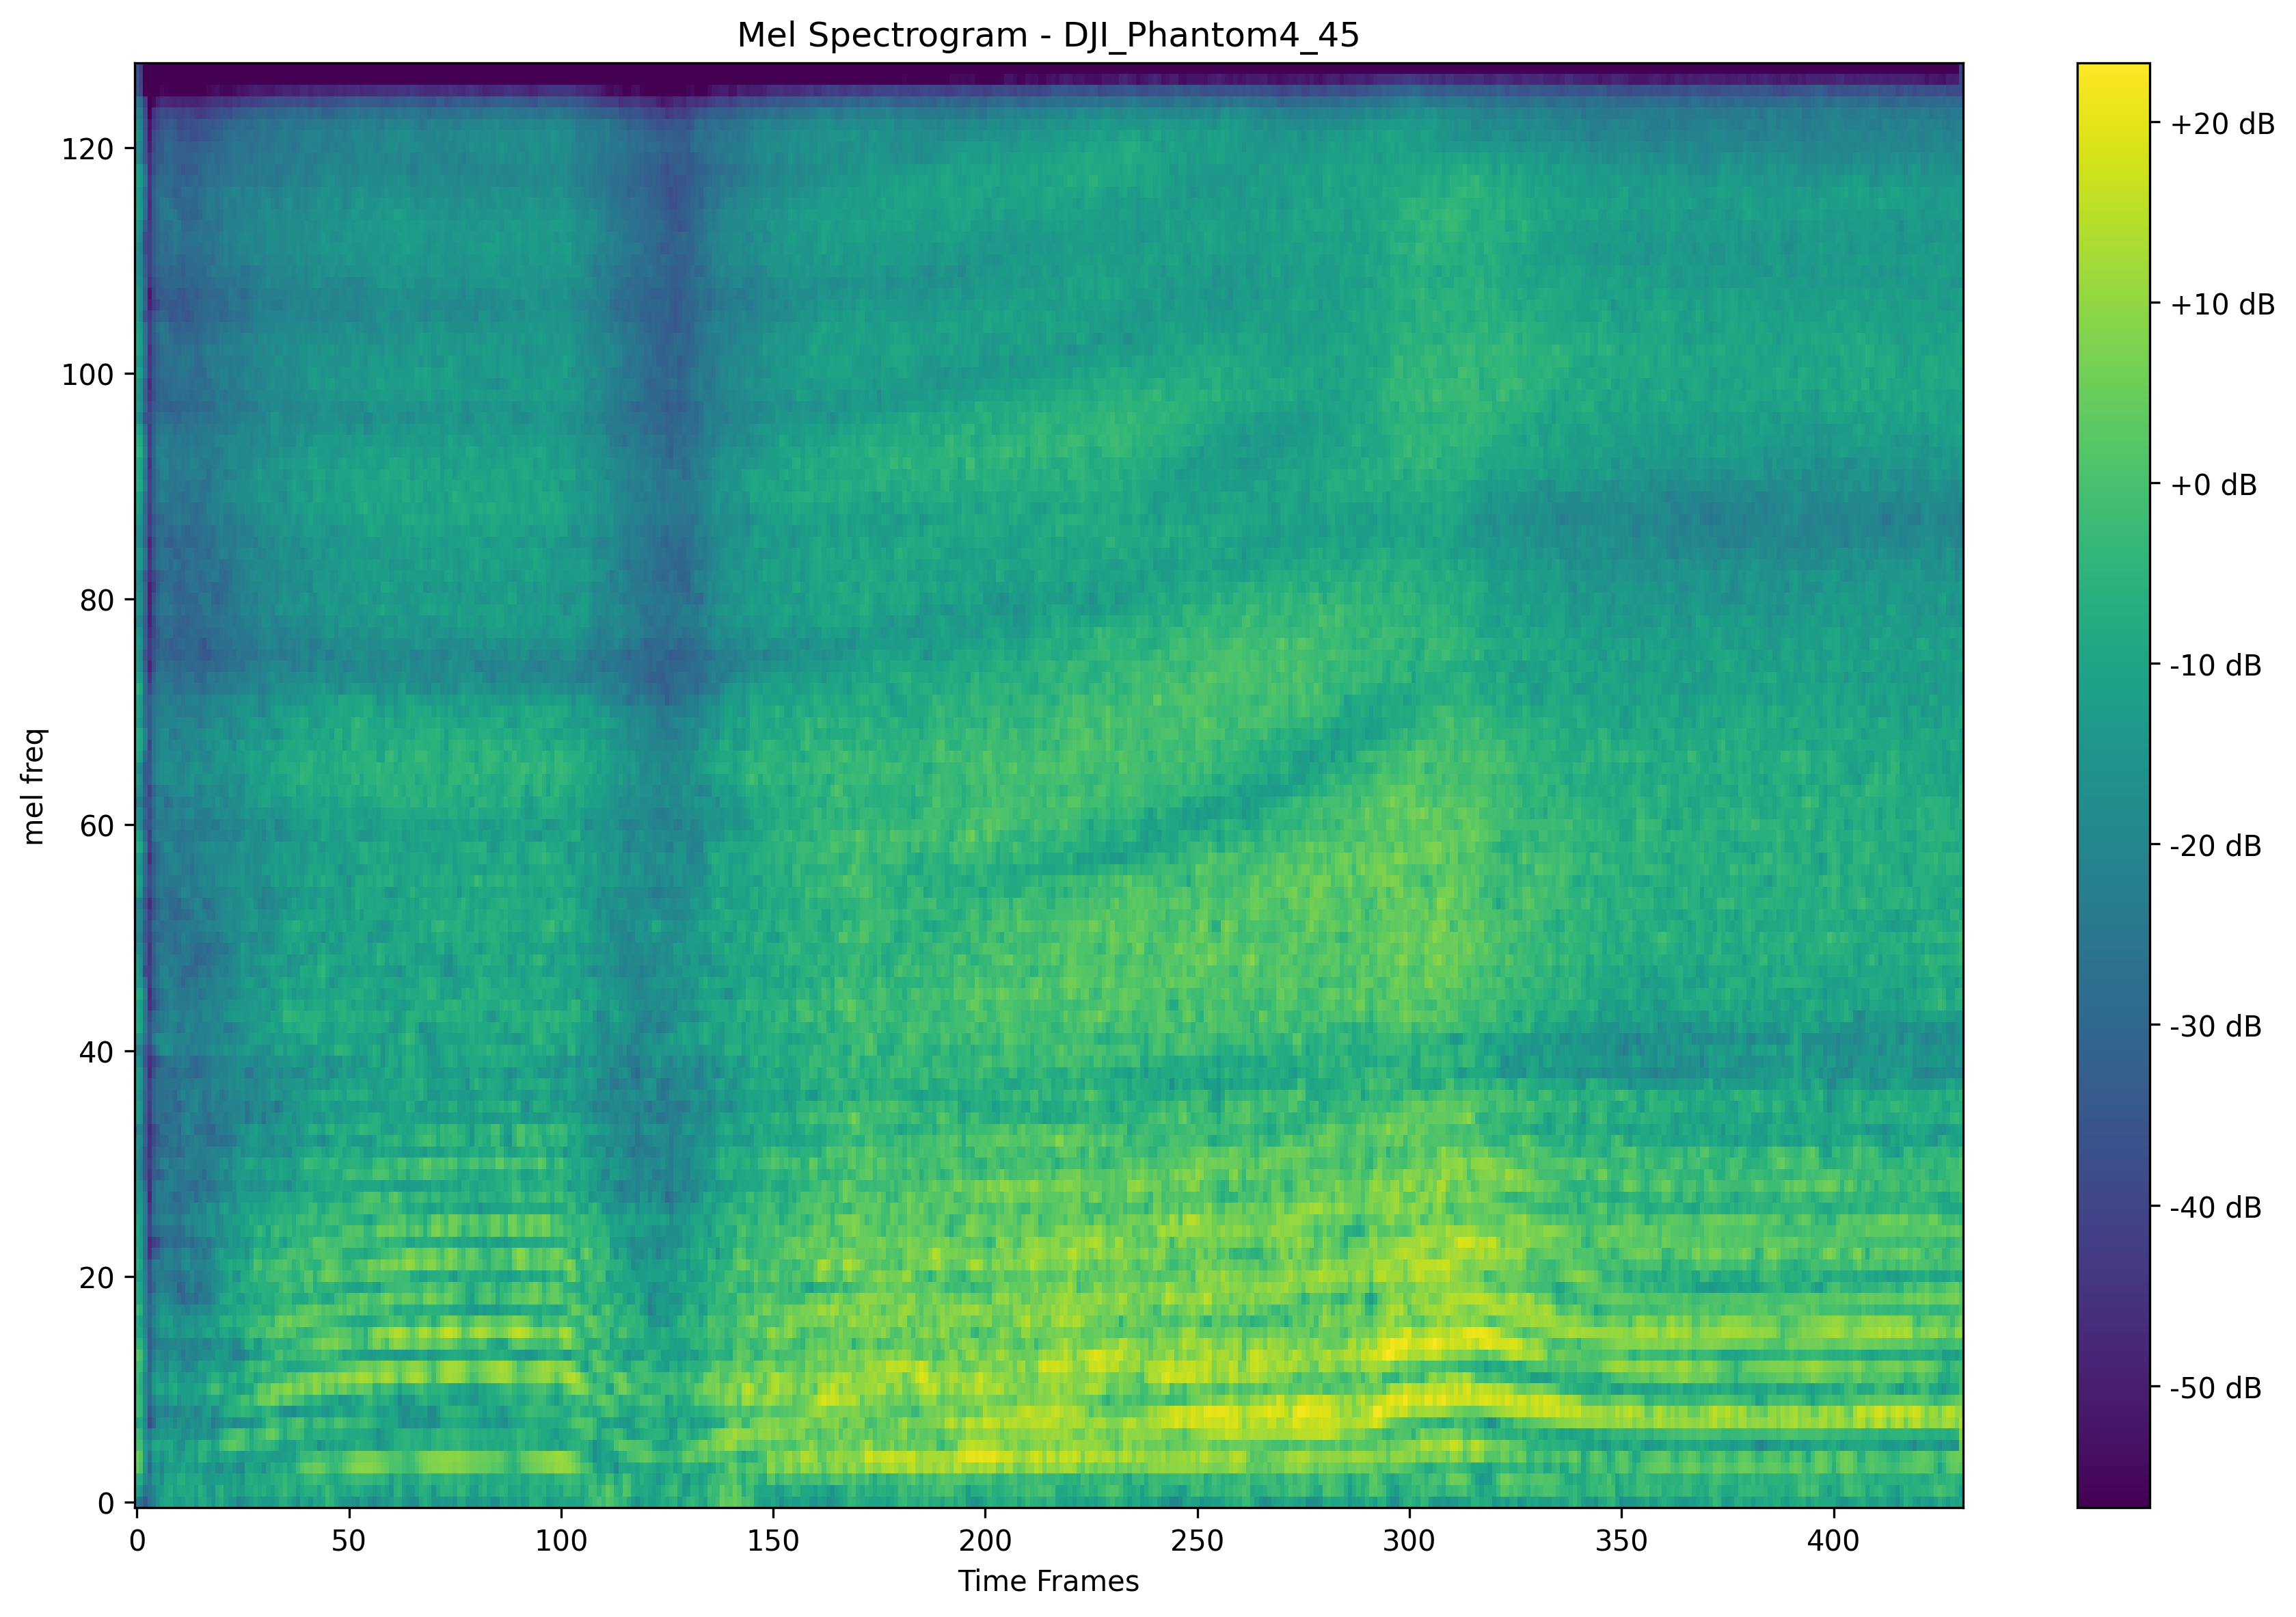 Mel Spectrogram - DJI_Phantom4_45
120
100
80
60
40
20
0
mel freq
0 50 100 150 200 250 300 350 400
Time Frames
+20 dB
+10 dB
+0 dB
-10 dB
-20 dB
-30 dB
-40 dB
-50 dB